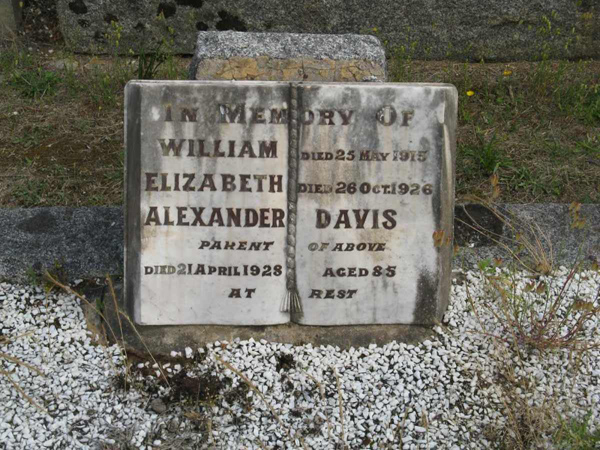 IN MEMORY OF
WILLIAM DIED 25 MAY 1915
ELIZABETH DIED 26 OCT. 1926
ALEXANDER DAVIS
PARENT OF ABOVE
DIED 21 APRIL 1928 AGED 85
AT REST